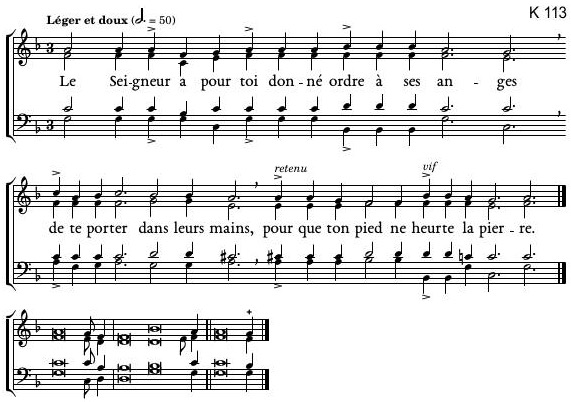 K 113
Léger et doux (𝅗𝅥. = 50)
Le Sei-gneur a pour toi don-né ordre à ses an - ges
retenu vif
de te porter dans leurs mains, pour que ton pied ne heurte la pier-re.